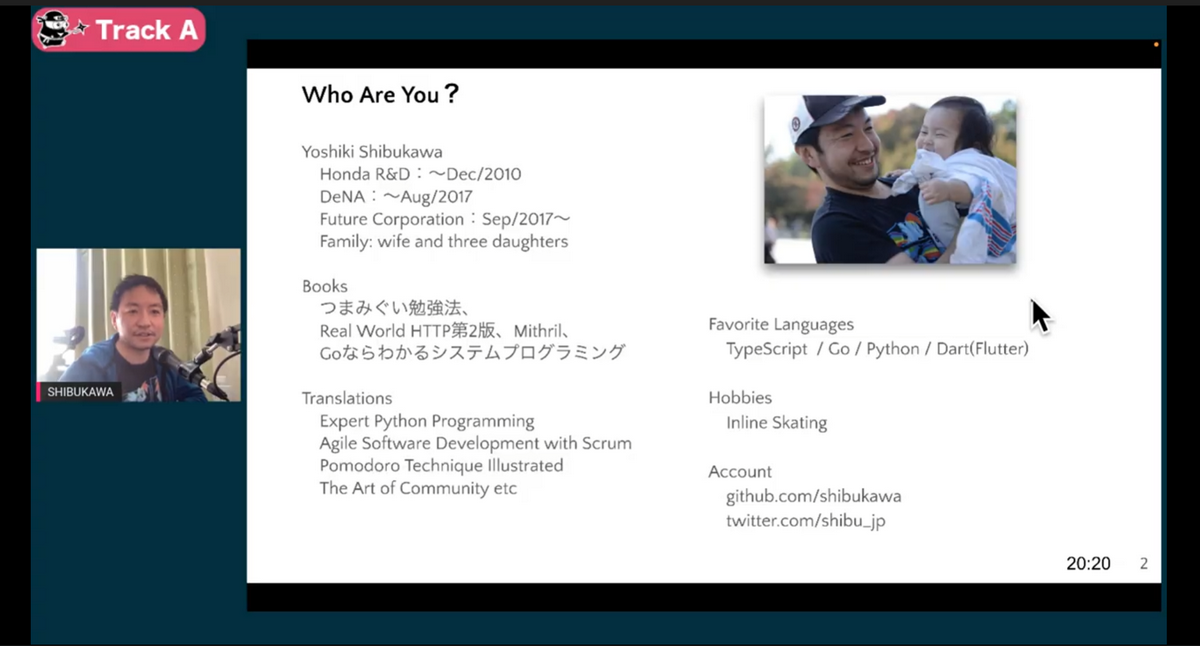 Track A
Who Are You？
Yoshiki Shibukawa
Honda R&D：〜Dec/2010
DeNA：〜Aug/2017
Future Corporation：Sep/2017〜
Family: wife and three daughters
Books
つまみぐい勉強法、
Real World HTTP第2版、Mithril、
Goならわかるシステムプログラミング
Translations
Expert Python Programming
Agile Software Development with Scrum
Pomodoro Technique Illustrated
The Art of Community etc
Favorite Languages
TypeScript / Go / Python / Dart(Flutter)
Hobbies
Inline Skating
Account
github.com/shibukawa
twitter.com/shibu_jp
20:20 2
SHIBUKAWA